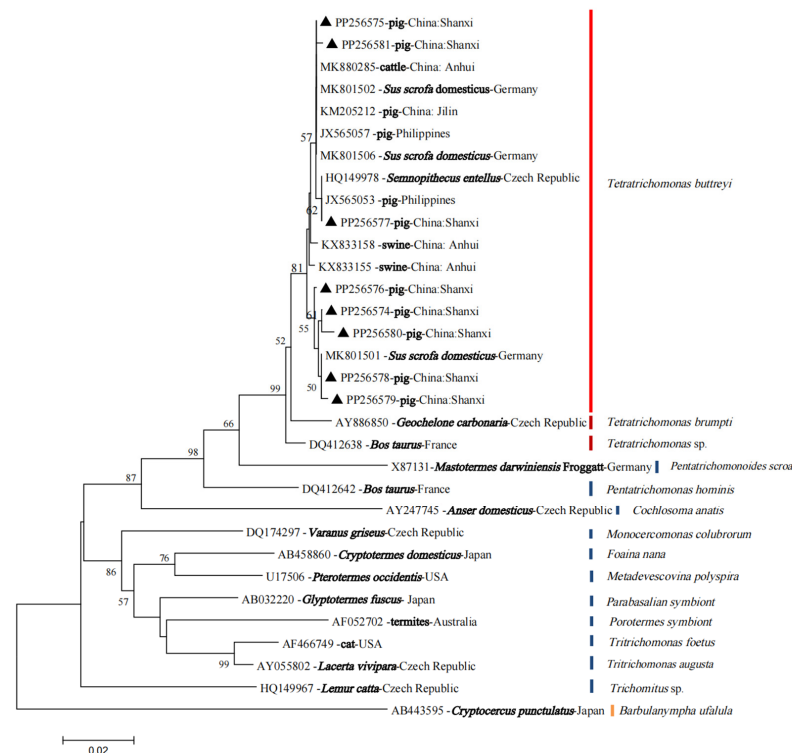 PP256575-pig-China:Shanxi
PP256581-pig-China:Shanxi
MK880285-cattle-China: Anhui
MK801502 -Sus scrofa domesticus-Germany
57
KM205212 -pig-China: Jilin
JX565057 -pig-Philippines
MK801506 -Sus scrofa domesticus-Germany
HQ149978 -Semnopithecus entellus-Czech Republic
Tetratrichomonas buttreyi
JX565053 -pig-Philippines
62
PP256577-pig-China:Shanxi
KX833158 -swine-China: Anhui
81
KX833155 -swine-China: Anhui
PP256576-pig-China:Shanxi
61
PP256574-pig-China:Shanxi
55
PP256580-pig-China:Shanxi
52
MK801501 -Sus scrofa domesticus-Germany
PP256578-pig-China:Shanxi
50
99
PP256579-pig-China:Shanxi
AY886850 -Geochelone carbonaria-Czech Republic Tetratrichomonas brumpti
66
DQ412638 -Bos taurus-France Tetratrichomonas sp.
98
X87131-Mastotermes darwiniensis Froggatt-Germany Pentatrichomonoides scroa
87
DQ412642 -Bos taurus-France Pentatrichomonas hominis
AY247745 -Anser domesticus-Czech Republic Cochlosoma anatis
DQ174297 -Varanus griseus-Czech Republic Monocercomonas colubrorum
86
76
AB458860 -Cryptotermes domesticus-Japan Foaina nana
U17506 -Pterotermes occidentis-USA Metadevescovina polyspira
57
AB032220 -Glyptotermes fuscus- Japan Parabasalian symbiont
AF052702 -termites-Australia Porotermes symbiont
AF466749 -cat-USA Tritrichomonas foetus
99
AY055802 -Lacerta vivipara-Czech Republic Tritrichomonas augusta
HQ149967 -Lemur catta-Czech Republic Trichomitus sp.
AB443595 -Cryptocercus punctulatus-Japan Barbulanympha ufalula
0.02